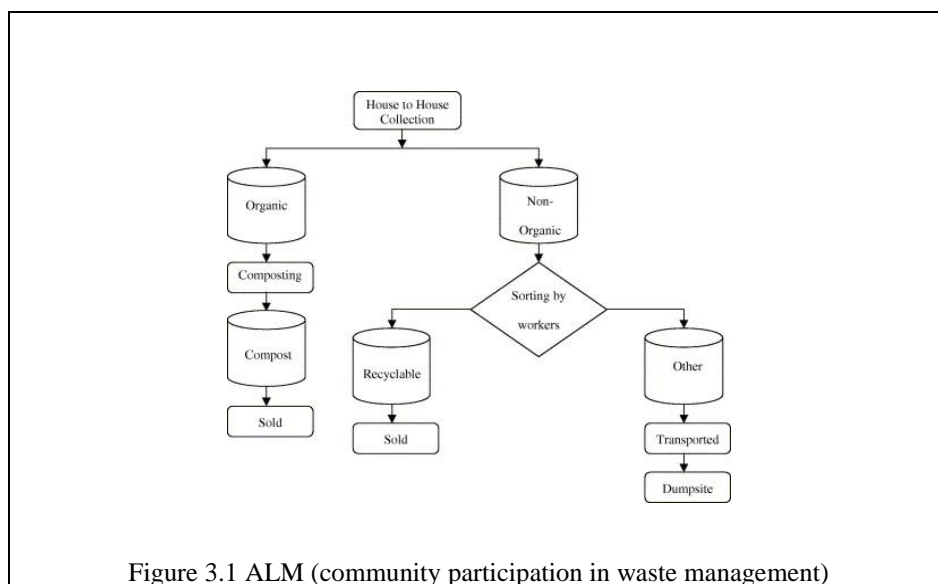 House to House
Collection
Organic
Non-
Organic
Composting
Sorting by
workers
Compost
Recyclable
Other
Sold
Sold
Transported
Dumpsite
Figure 3.1 ALM (community participation in waste management)